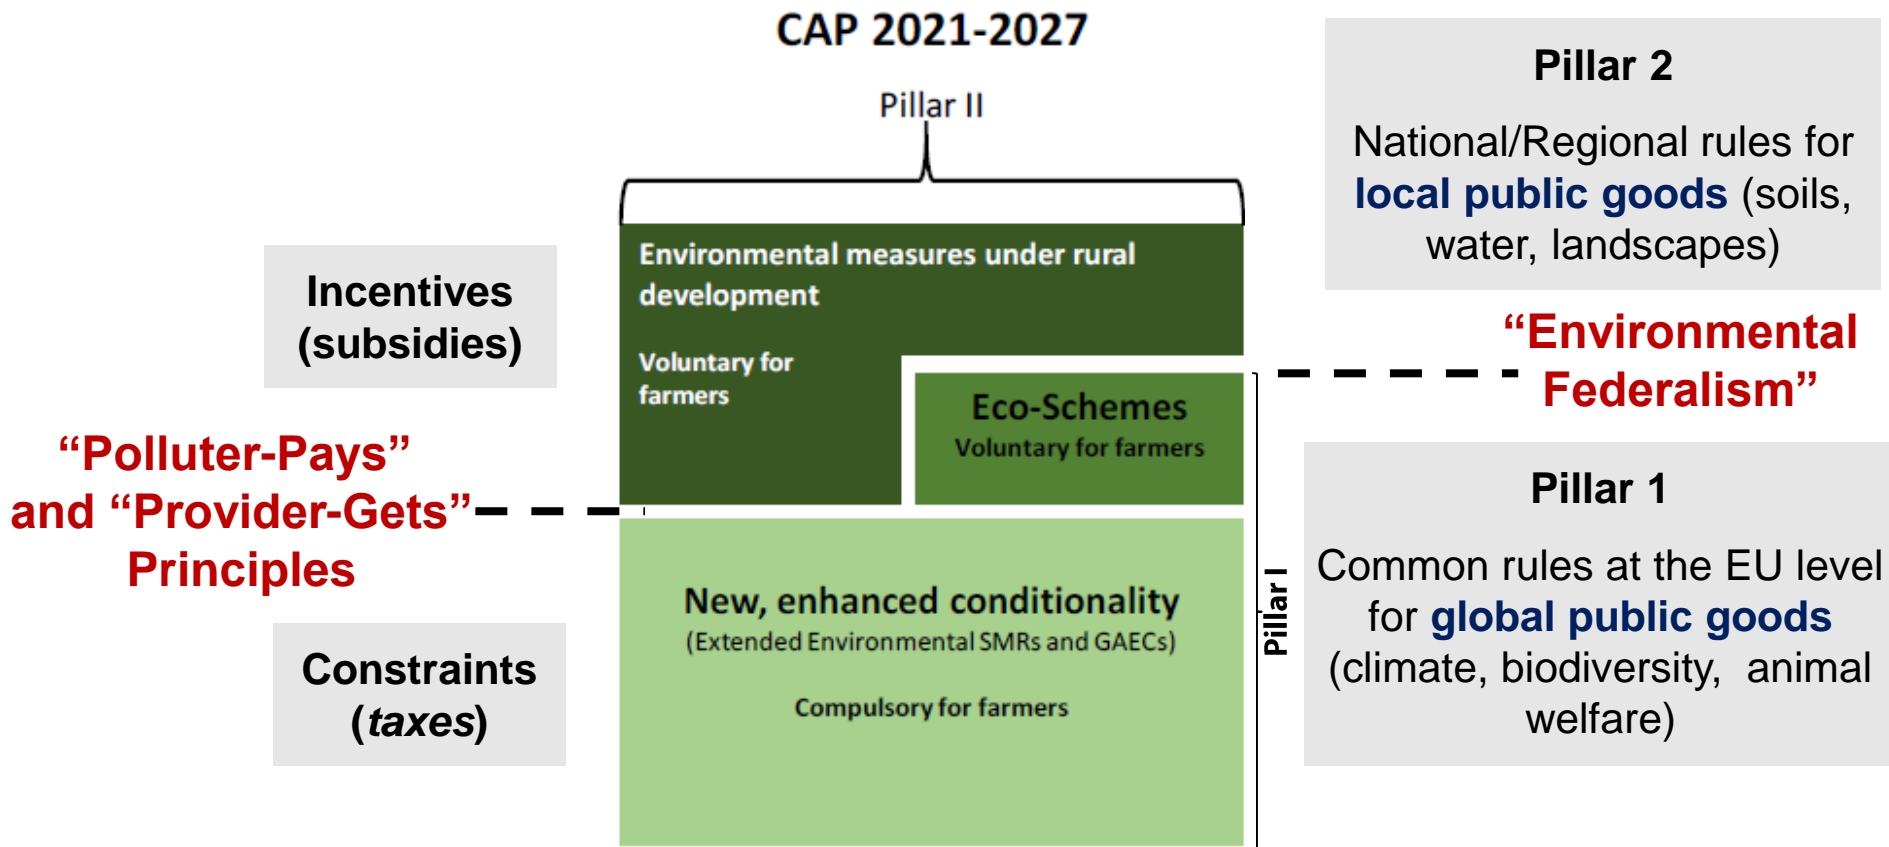 CAP 2021-2027
Pillar II
Incentives
(subsidies)
“Polluter-Pays”
and “Provider-Gets”
Principles
Constraints
(taxes)
Environmental measures under rural
development
Voluntary for
farmers
Eco-Schemes
Voluntary for farmers
New, enhanced conditionality
(Extended Environmental SMRs and GAECs)
Compulsory for farmers
Pillar I
Pillar 2
National/Regional rules for
local public goods (soils,
water, landscapes)
“Environmental
Federalism”
Pillar 1
Common rules at the EU level
for global public goods
(climate, biodiversity, animal
welfare)